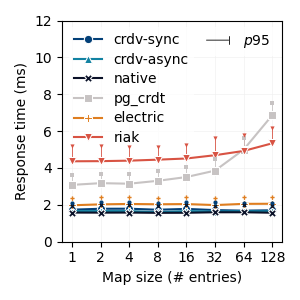 12
10
8
6
4
2
0
Response time (ms)
crdv-sync
crdv-async
native
pg_crdt
electric
riak
p95
1 2 4 8 16 32 64 128
Map size (# entries)